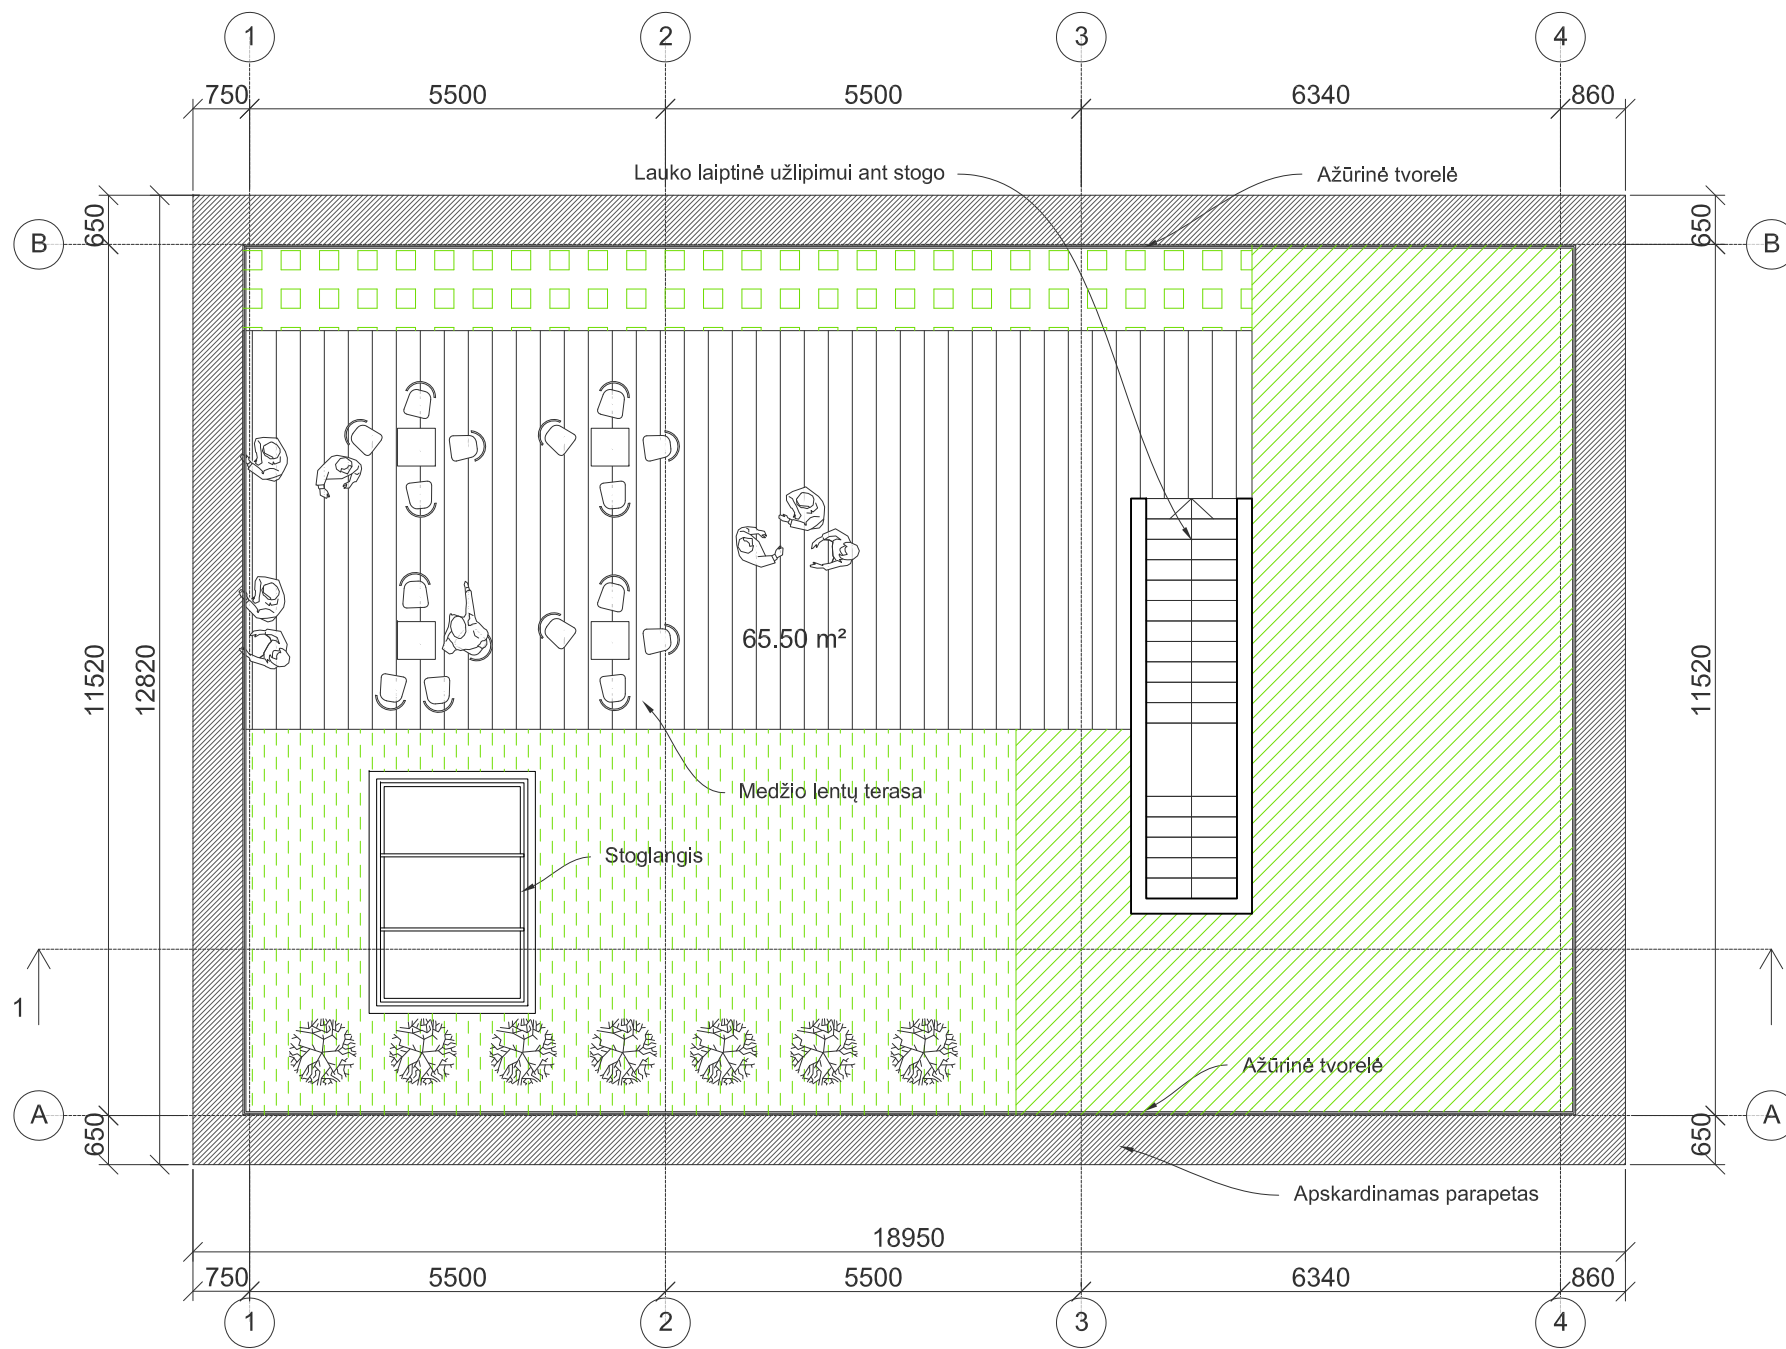 1 2 3 4
750 5500 5500 6340 860
Lauko laiptinė užlipimui ant stogo
Ažūrinė tvorelė
650 650
B B
65.50 m²
11520 12820 11520
Medžio lentų terasa
Stoglangis
1
Ažūrinė tvorelė
A A
650 650
Apskardinamas parapetas
18950
750 5500 5500 6340 860
1 2 3 4